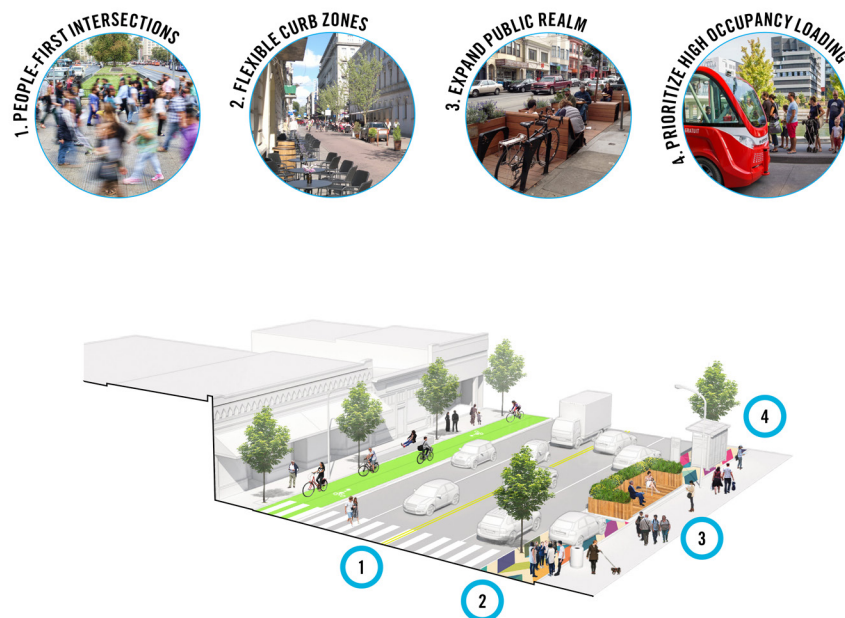 1. PEOPLE-FIRST INTERSECTIONS
2. FLEXIBLE CURB ZONES
3. EXPAND PUBLIC REALM
4. PRIORITIZE HIGH OCCUPANCY LOADING
GRATUIT
4
3
1
2